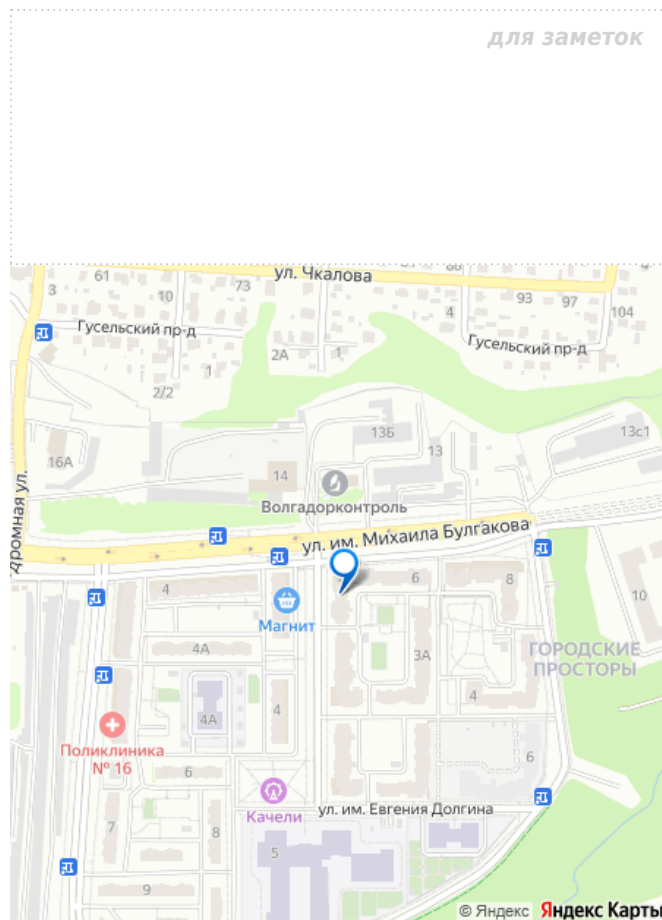 для заметок
ул. Чкалова
61
3
10
73
93
97
4
104
Гусельский пр-д
Гусельский пр-д
2А
1
1
2/2
13Б
13
13с1
16А
14
Волгадорконтроль
дромная ул.
ул. им. Михаила Булгакова
4
6
8
10
Магнит
4А
3А
ГОРОДСКИЕ
ПРОСТОРЫ
4А
4
4
Поликлиника
№ 16
6
6
Качели
ул. им. Евгения Долгина
7
8
5
9
© Яндекс Яндекс Карты